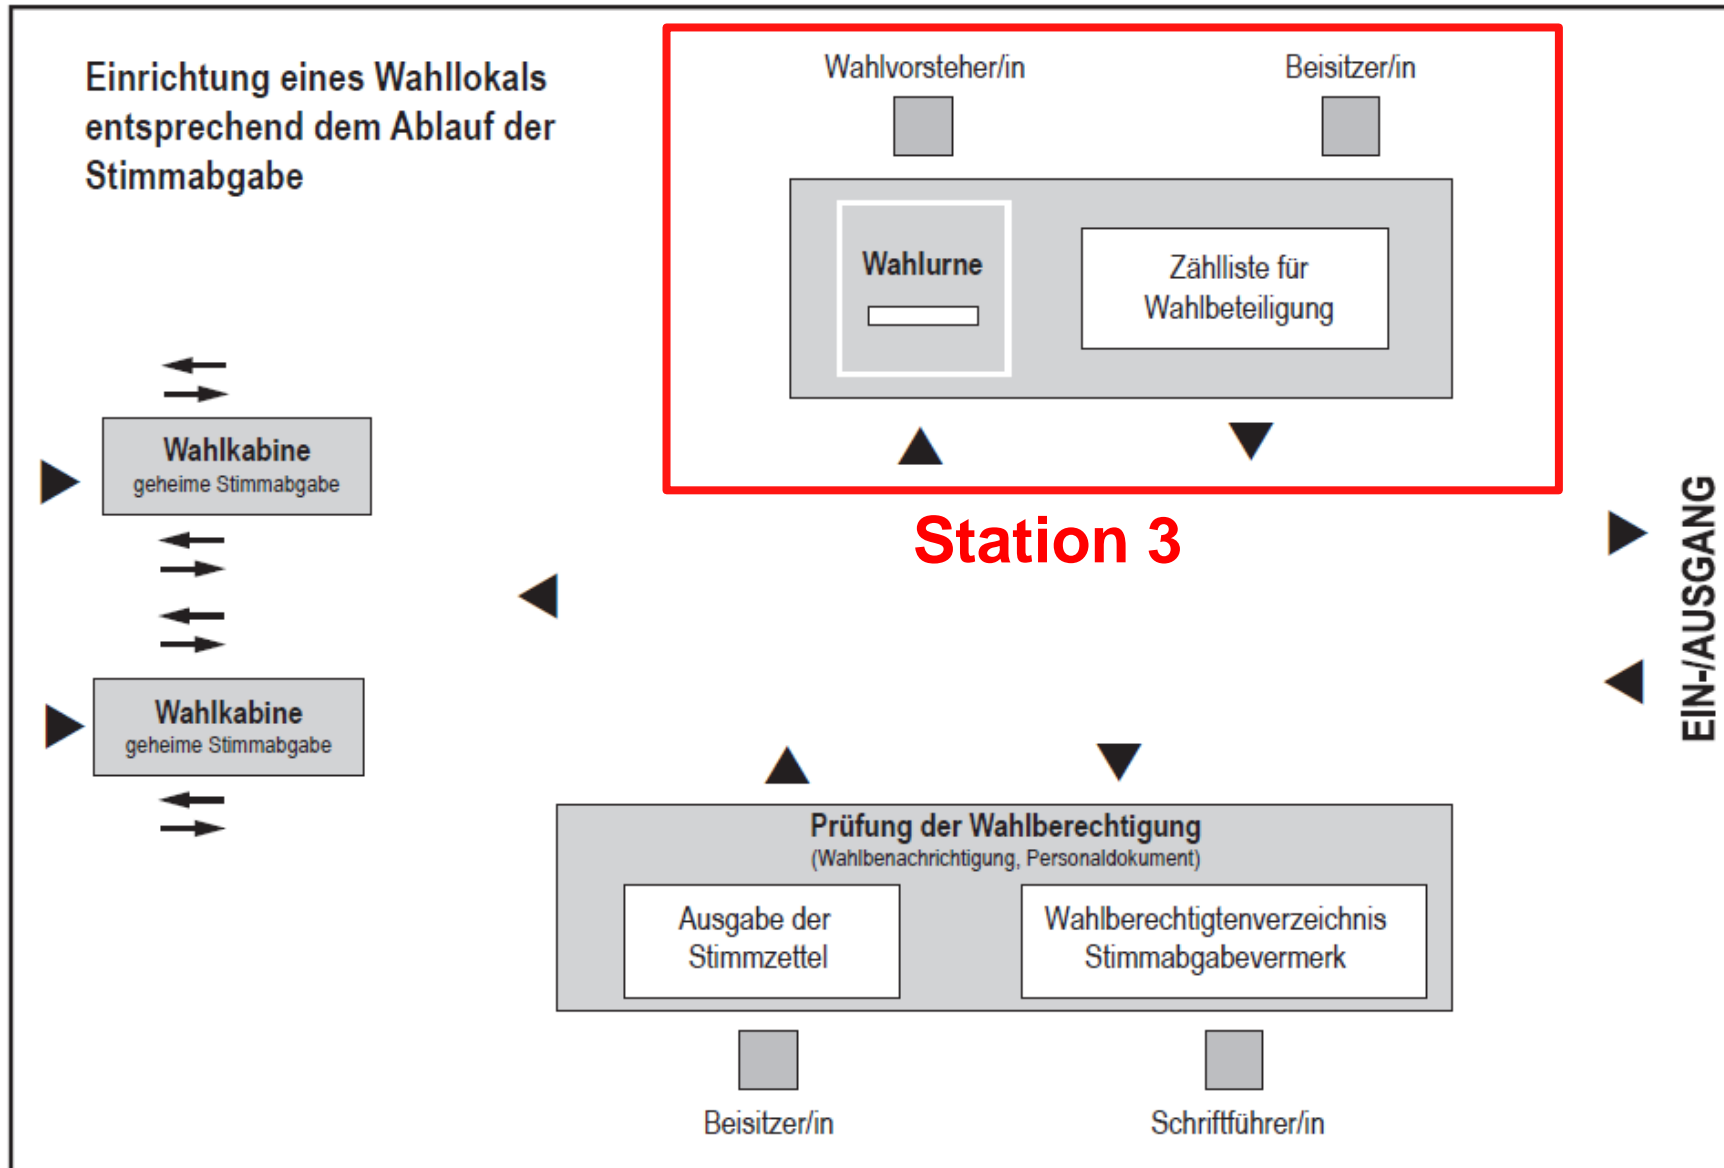 Einrichtung eines Wahllokals
entsprechend dem Ablauf der
Stimmabgabe
Wahlvorsteher/in
Beisitzer/in
Wahlurne
Zählliste für
Wahlbeteiligung
Station 3
Wahlkabine
geheime Stimmabgabe
Wahlkabine
geheime Stimmabgabe
EIN-/AUSGANG
Prüfung der Wahlberechtigung
(Wahlbenachrichtigung, Personaldokument)
Ausgabe der
Stimmzettel
Wahlberechtigtenverzeichnis
Stimmabgabevermerk
Beisitzer/in
Schriftführer/in